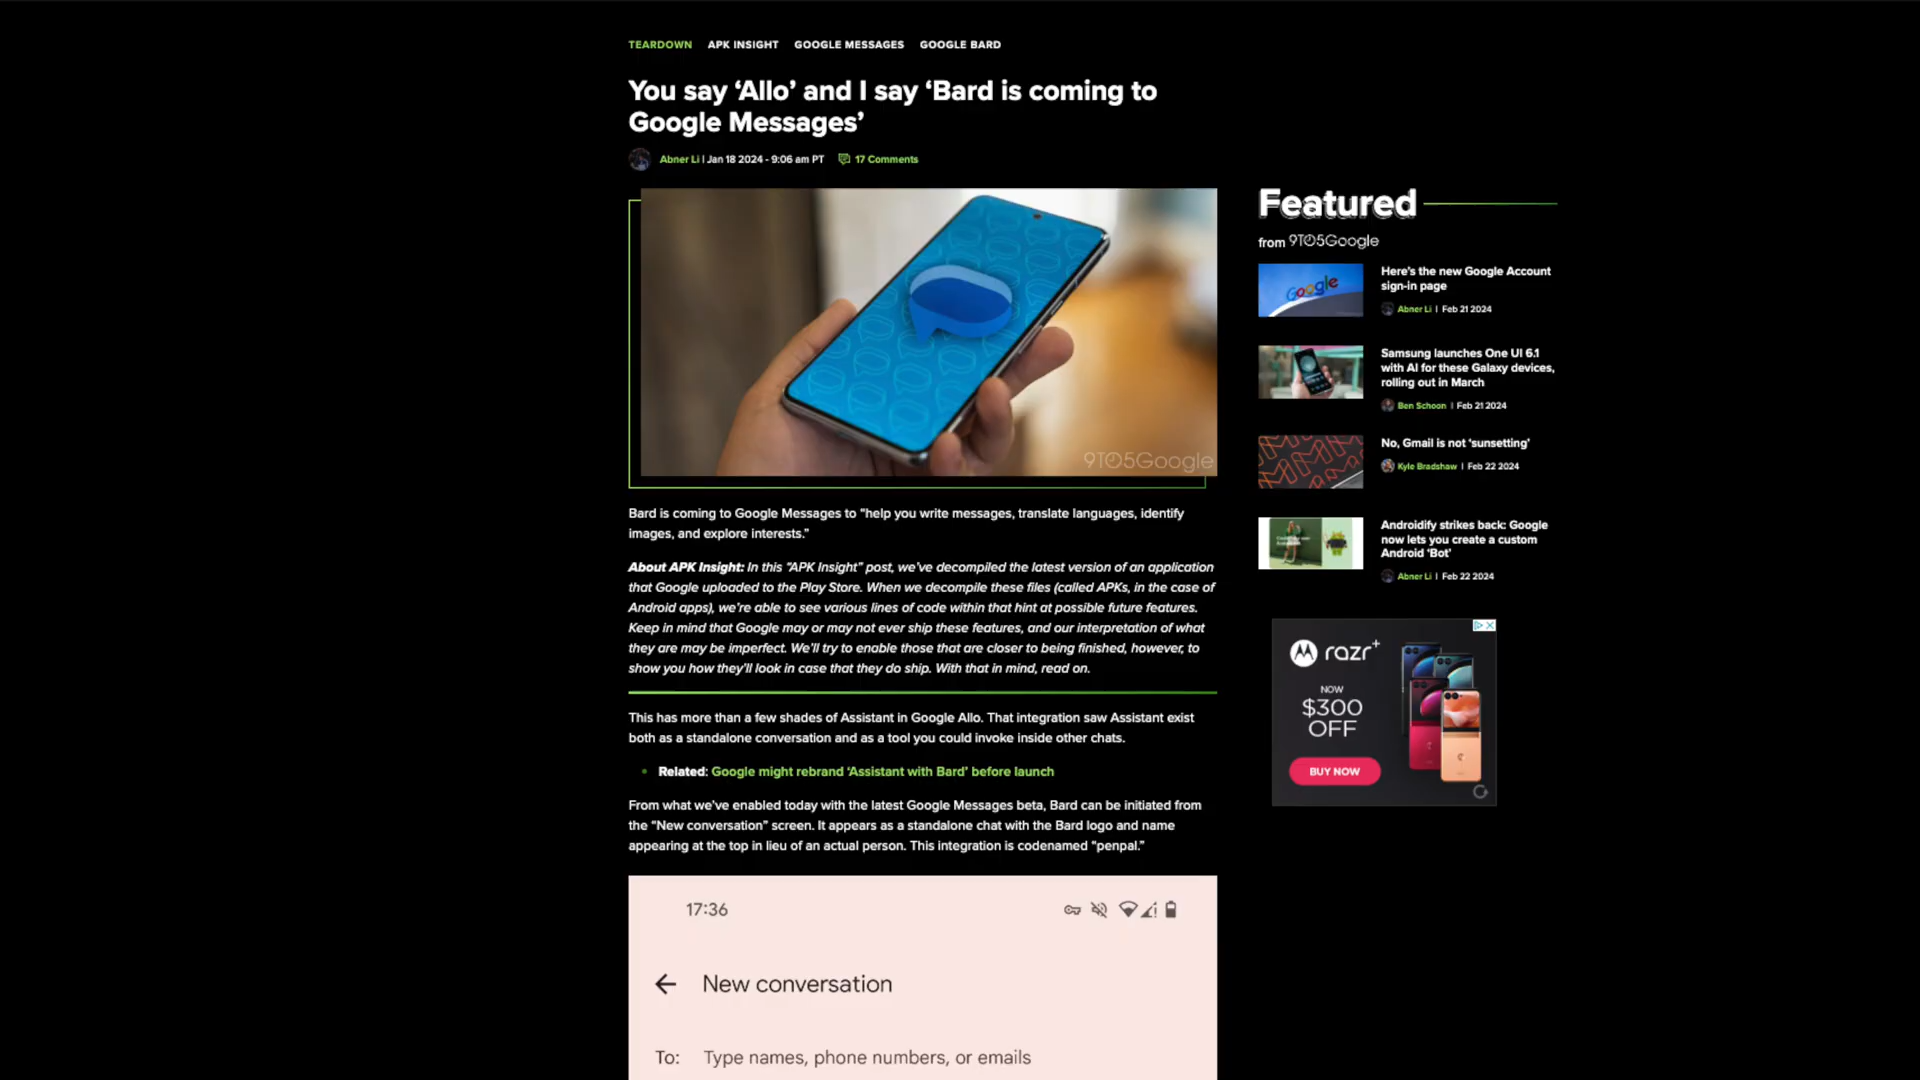 TEARDOWN APK INSIGHT GOOGLE MESSAGES GOOGLE BARD
You say ‘Allo’ and I say ‘Bard is coming to
Google Messages’
Abner Li | Jan 18 2024 - 9:06 am PT 17 Comments
9TO5Google
Bard is coming to Google Messages to “help you write messages, translate languages, identify
images, and explore interests.”
About APK Insight: In this “APK Insight” post, we’ve decompiled the latest version of an application
that Google uploaded to the Play Store. When we decompile these files (called APKs, in the case of
Android apps), we’re able to see various lines of code within that hint at possible future features.
Keep in mind that Google may or may not ever ship these features, and our interpretation of what
they are may be imperfect. We’ll try to enable those that are closer to being finished, however, to
show you how they’ll look in case that they do ship. With that in mind, read on.
This has more than a few shades of Assistant in Google Allo. That integration saw Assistant exist
both as a standalone conversation and as a tool you could invoke inside other chats.
Related: Google might rebrand ‘Assistant with Bard’ before launch
From what we’ve enabled today with the latest Google Messages beta, Bard can be initiated from
the “New conversation” screen. It appears as a standalone chat with the Bard logo and name
appearing at the top in lieu of an actual person. This integration is codenamed “penpal.”
17:36
New conversation
To: Type names, phone numbers, or emails
Featured
from 9TO5Google
Google
Here’s the new Google Account
sign-in page
Abner Li | Feb 21 2024
Samsung launches One UI 6.1
with AI for these Galaxy devices,
rolling out in March
Ben Schoon | Feb 21 2024
No, Gmail is not ‘sunsetting’
Kyle Bradshaw | Feb 22 2024
Androidify strikes back: Google
now lets you create a custom
Android ‘Bot’
Abner Li | Feb 22 2024
razr+
NOW
$300
OFF
BUY NOW